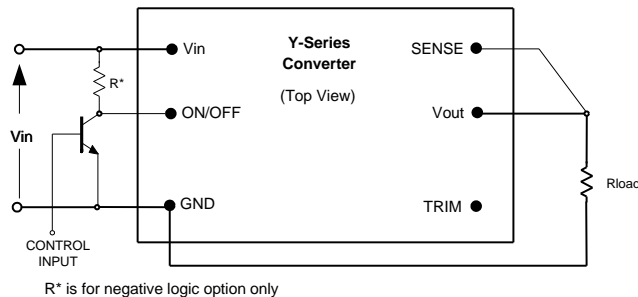 Y-Series
Converter
(Top View)
Vin
SENSE
R*
ON/OFF
Vout
Vin
GND
TRIM
Rload
CONTROL
INPUT
R* is for negative logic option only